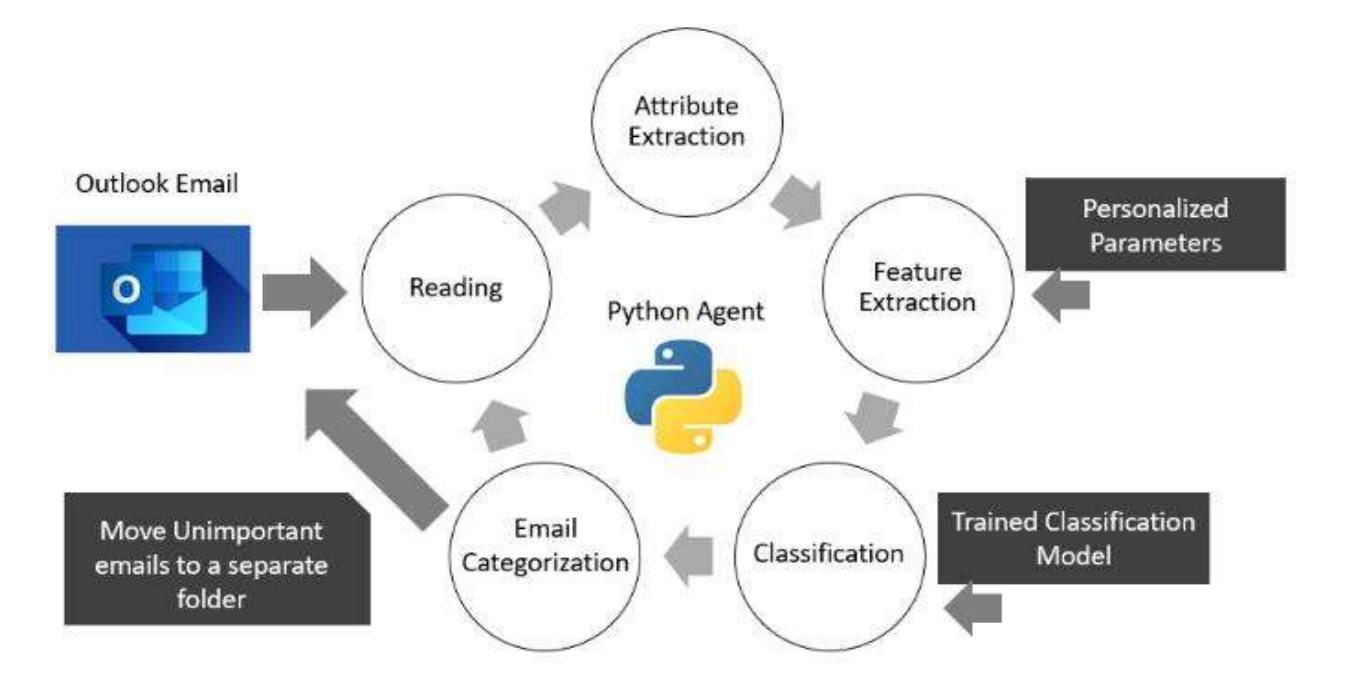 Attribute
Extraction
Outlook Email
Personalized
Parameters
Reading
Feature
Extraction
Python Agent
O
Move Unimportant
emails to a separate
folder
Email
Categorization
Classification
Trained Classification
Model